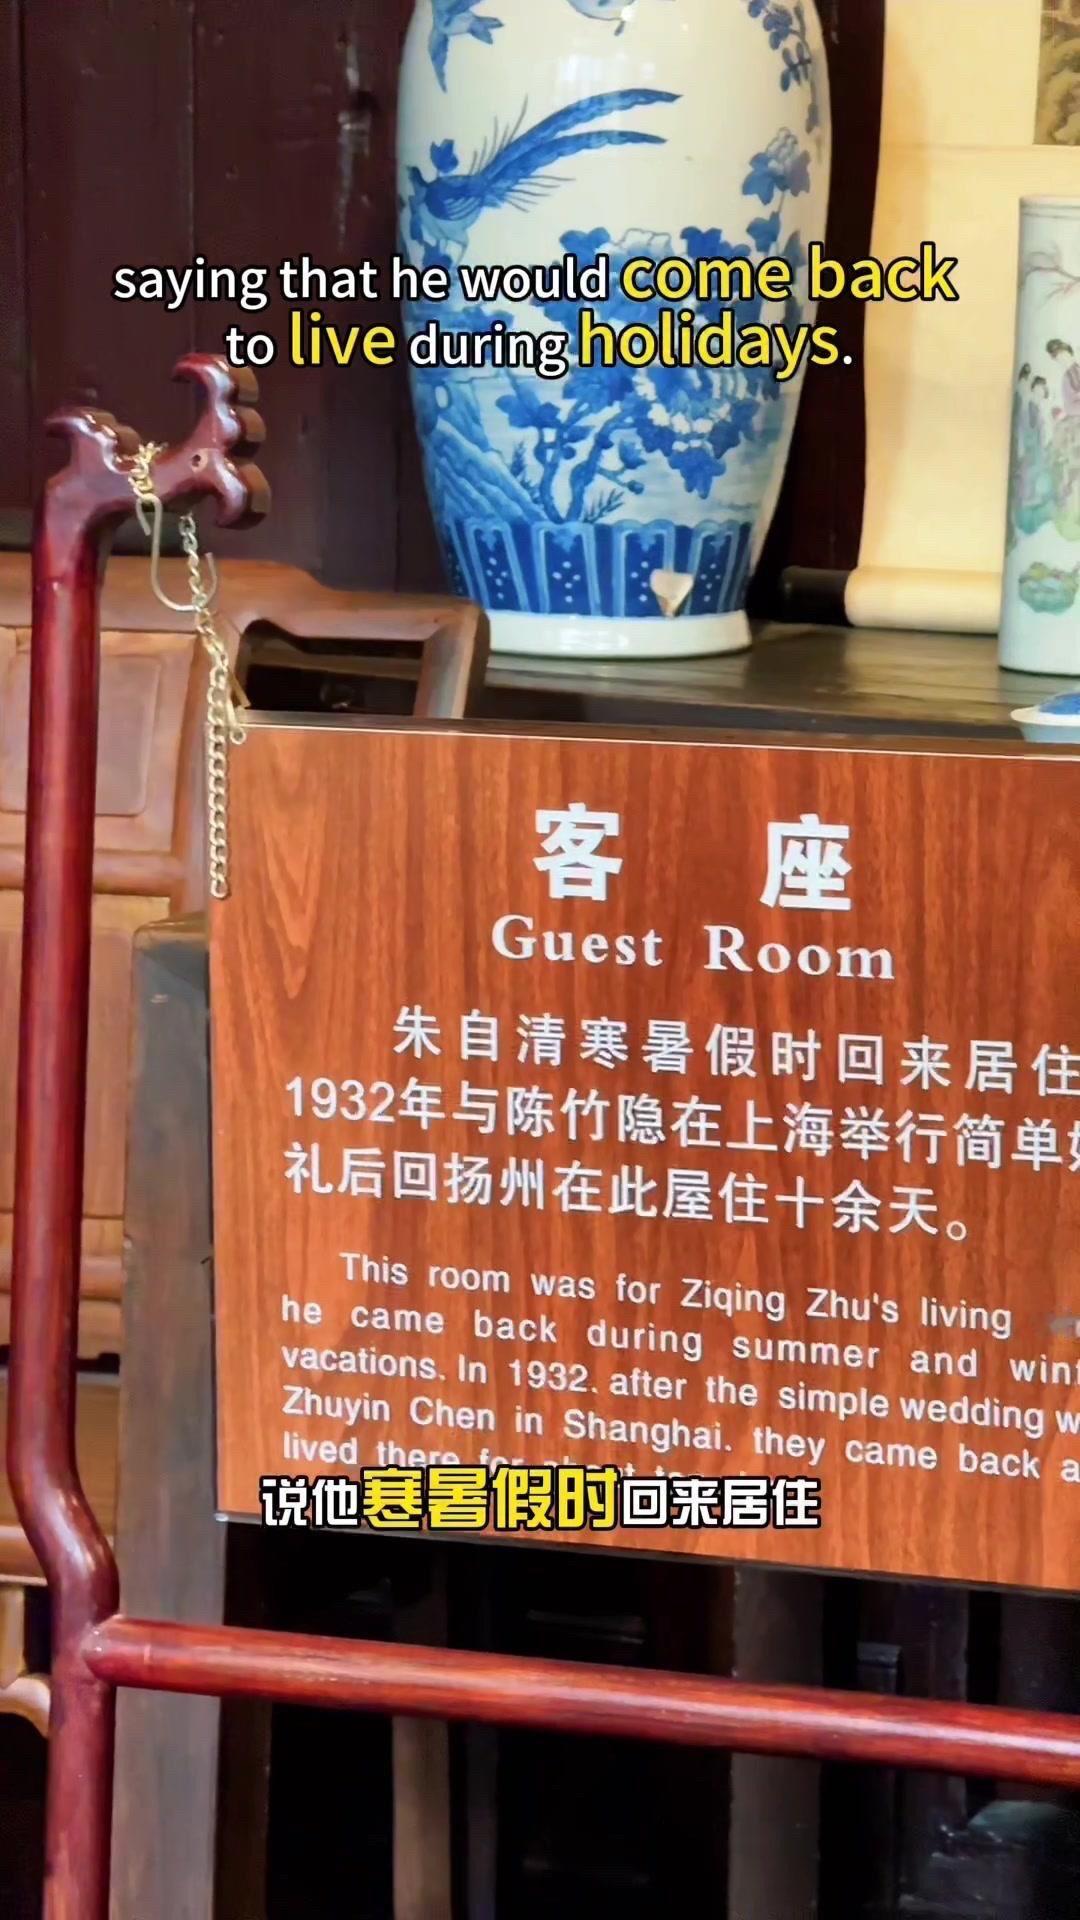 saying that he would come back
to live during holidays.
客 座
Guest Room
朱自清寒暑假时回来居住
1932年与陈竹隐在上海举行简单
礼后回扬州在此屋住十余天。
This room was for Ziqing Zhu's living
he came back during summer and
vacations. In 1932. after the simple wedding
Zhuyin Chen in Shanghai. they came back
lived there for about
说他寒暑假时回来居住